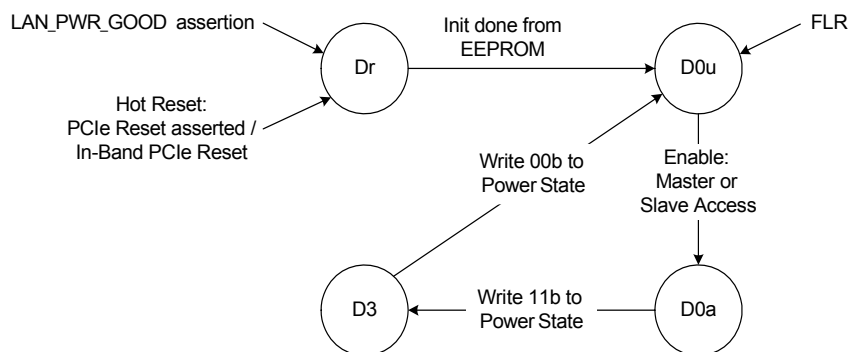 LAN_PWR_GOOD assertion
Init done from
EEPROM
FLR
Dr
D0u
Hot Reset:
PCIe Reset asserted /
In-Band PCIe Reset
Write 00b to
Power State
Enable:
Master or
Slave Access
D3
Write 11b to
Power State
D0a